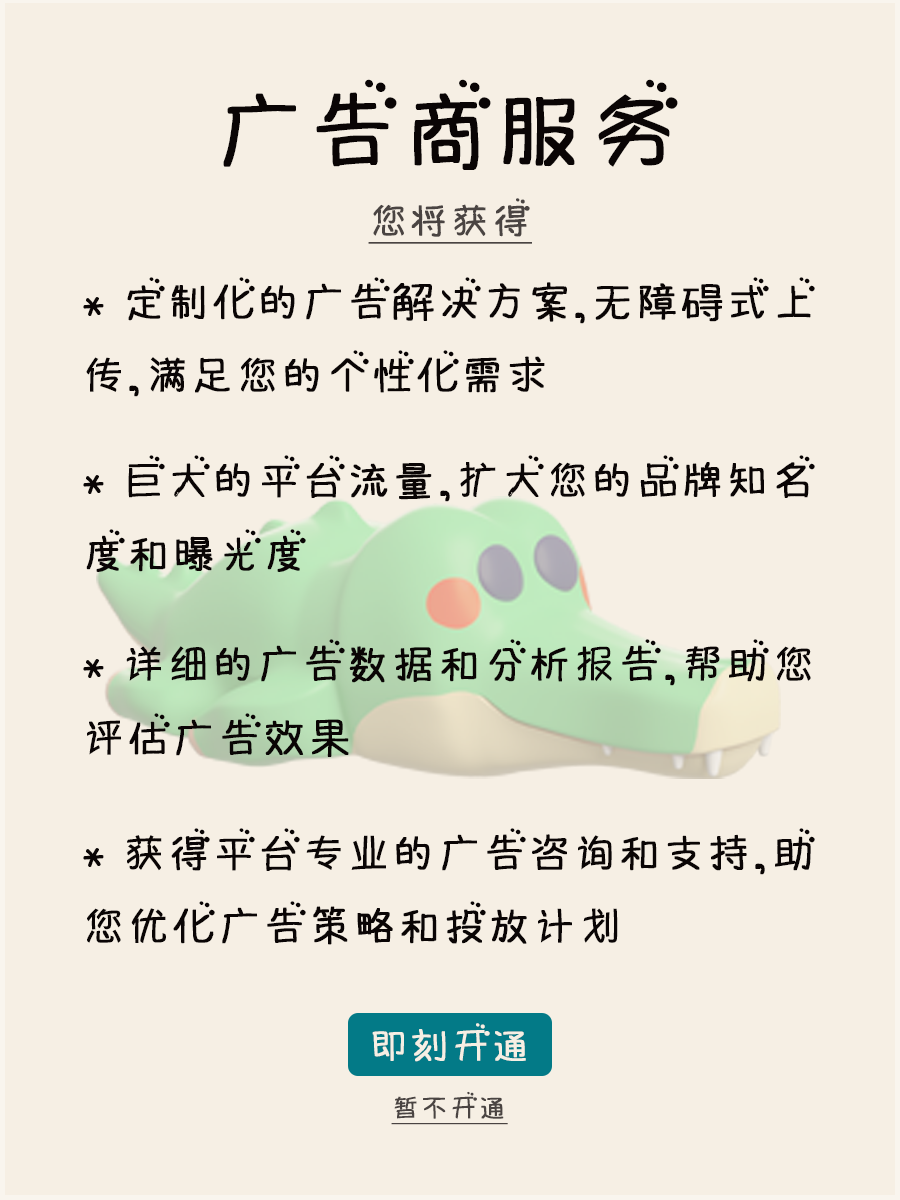 广告商服务
您将获得
* 定制化的广告解决方案,无障碍式上
传,满足您的个性化需求
* 巨大的平台流量,扩大您的品牌知名
度和曝光度
* 详细的广告数据和分析报告,帮助您
评估广告效果
* 获得平台专业的广告咨询和支持,助
您优化广告策略和投放计划
即刻开通
暂不开通